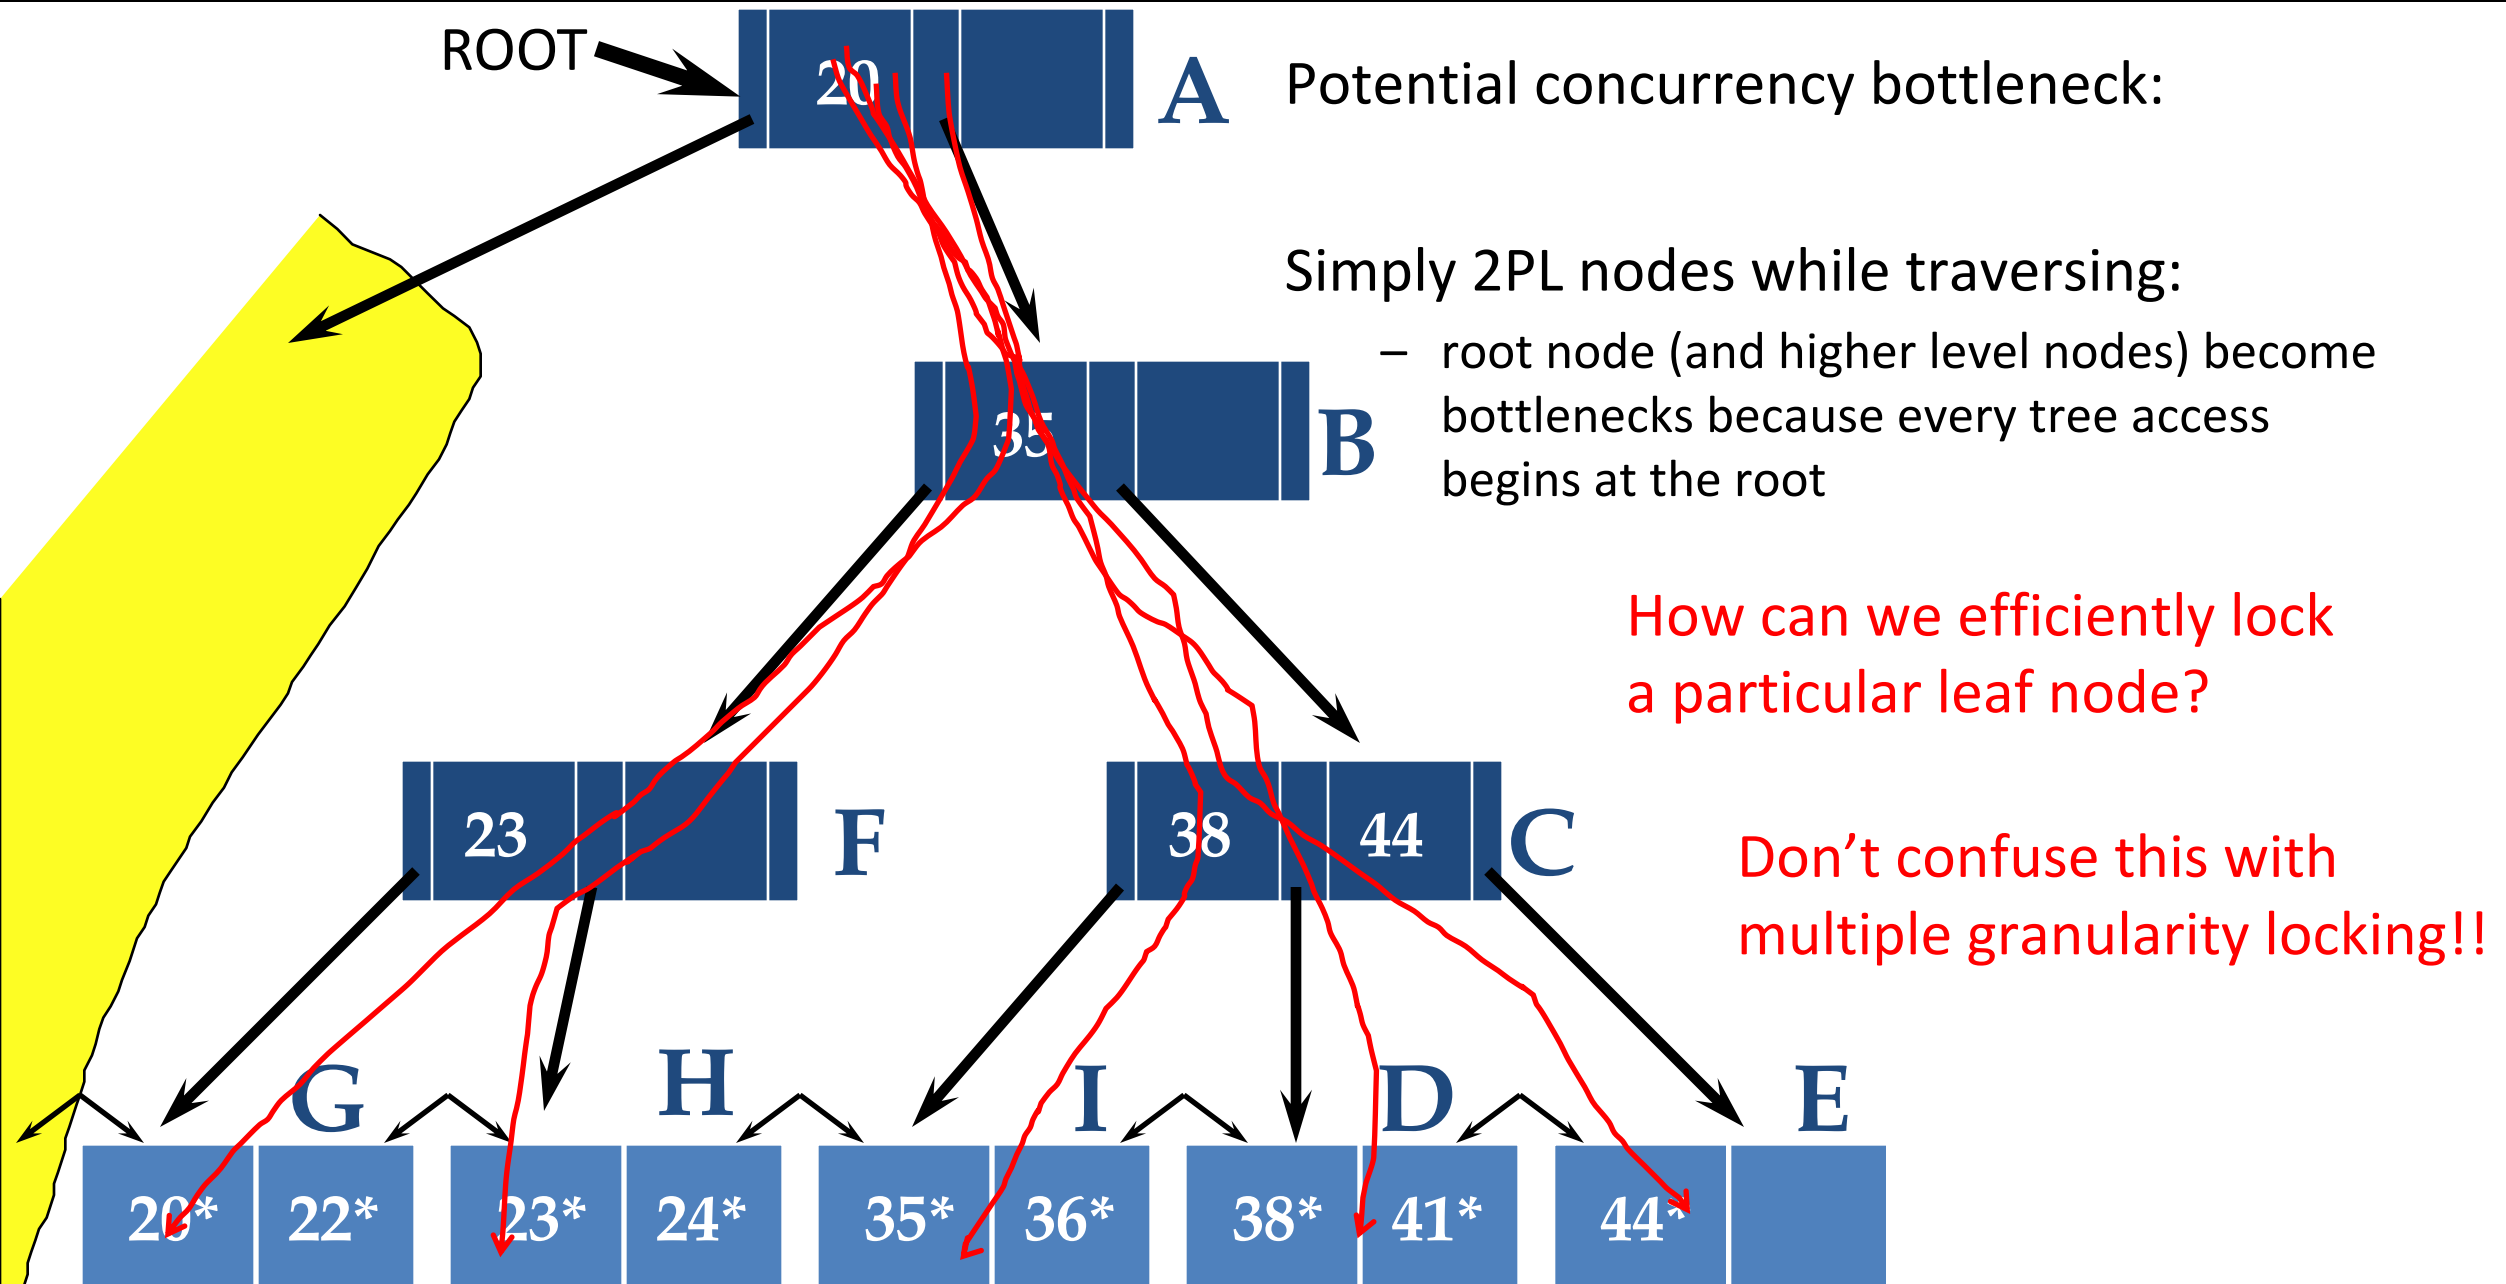 ROOT
20
A
Potential concurrency bottleneck:
Simply 2PL nodes while traversing:
– root node (and higher level nodes) become
bottlenecks because every tree access
begins at the root
35
B
How can we efficiently lock
a particular leaf node?
23
F
38
44
C
Don’t confuse this with
multiple granularity locking!!
G
H
I
D
E
20*
22*
23*
24*
35*
36*
38*
41*
44*